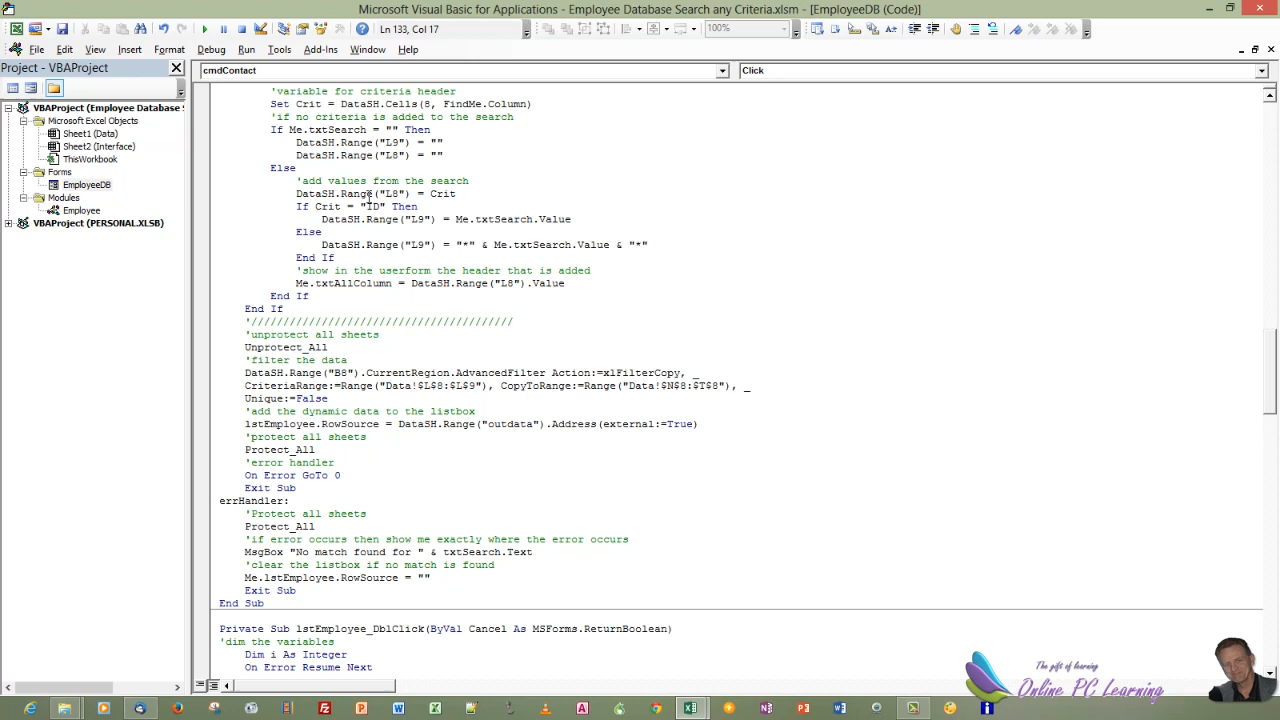 Microsoft Visual Basic for Applications - Employee Database Search any Criteria.xlsm - [EmployeeDB (Code)]
Ln 133, Col 17
100%
File Edit View Insert Format Debug Run Tools Add-Ins Window Help
Project - VBAProject
cmdContact
Click
VBAProject (Employee Database
Microsoft Excel Objects
Sheet1 (Data)
Sheet2 (Interface)
ThisWorkbook
Forms
EmployeeDB
Modules
Employee
VBAProject (PERSONAL.XLSB)
'variable for criteria header
Set Crit = DataSH.Cells(8, FindMe.Column)
'if no criteria is added to the search
If Me.txtSearch = "" Then
DataSH.Range("L9") = ""
DataSH.Range("L8") = ""
Else
'add values from the search
DataSH.Range("L8") = Crit
If Crit = "ID" Then
DataSH.Range("L9") = Me.txtSearch.Value
Else
DataSH.Range("L9") = "*" & Me.txtSearch.Value & "*"
End If
'show in the userform the header that is added
Me.txtAllColumn = DataSH.Range("L8").Value
End If
End If
'/////////////////////////////////////////
'unprotect all sheets
Unprotect_All
'filter the data
DataSH.Range("B8").CurrentRegion.AdvancedFilter Action:=xlFilterCopy, _
CriteriaRange:=Range("Data!$L$8:$L$9"), CopyToRange:=Range("Data!$N$8:$T$8"), _
Unique:=False
'add the dynamic data to the listbox
lstEmployee.RowSource = DataSH.Range("outdata").Address(external:=True)
'protect all sheets
Protect_All
'error handler
On Error GoTo 0
Exit Sub
errHandler:
'Protect all sheets
Protect_All
'if error occurs then show me exactly where the error occurs
MsgBox "No match found for " & txtSearch.Text
'clear the listbox if no match is found
Me.lstEmployee.RowSource = ""
Exit Sub
End Sub
Private Sub lstEmployee_DblClick(ByVal Cancel As MSForms.ReturnBoolean)
'dim the variables
Dim i As Integer
On Error Resume Next
The gift of learning
Online PC Learning